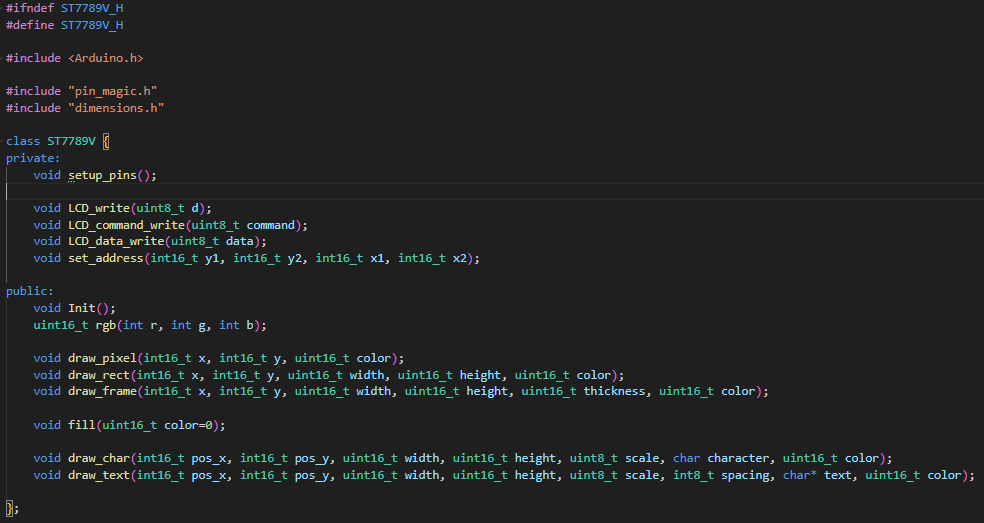 #ifndef ST7789V_H
#define ST7789V_H
#include <Arduino.h>
#include "pin_magic.h"
#include "dimensions.h"
class ST7789V {
private:
void setup_pins();
void LCD_write(uint8_t d);
void LCD_command_write(uint8_t command);
void LCD_data_write(uint8_t data);
void set_address(int16_t y1, int16_t y2, int16_t x1, int16_t x2);
public:
void Init();
uint16_t rgb(int r, int g, int b);
void draw_pixel(int16_t x, int16_t y, uint16_t color);
void draw_rect(int16_t x, int16_t y, uint16_t width, uint16_t height, uint16_t color);
void draw_frame(int16_t x, int16_t y, uint16_t width, uint16_t height, uint16_t thickness, uint16_t color);
void fill(uint16_t color=0);
void draw_char(int16_t pos_x, int16_t pos_y, uint16_t width, uint16_t height, uint8_t scale, char character, uint16_t color);
void draw_text(int16_t pos_x, int16_t pos_y, uint16_t width, uint16_t height, uint8_t scale, int8_t spacing, char* text, uint16_t color);
};